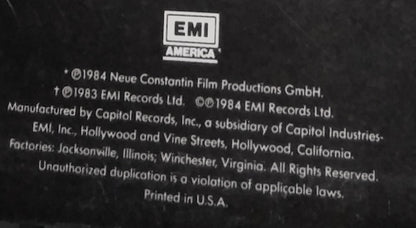 EMI
AMERICA
* ℗1984 Neue Constantin Film Productions GmbH.
† ℗1983 EMI Records Ltd. ©℗1984 EMI Records Ltd.
Manufactured by Capitol Records, Inc., a subsidiary of Capitol Industries-
EMI, Inc., Hollywood and Vine Streets, Hollywood, California.
Factories: Jacksonville, Illinois; Winchester, Virginia. All Rights Reserved.
Unauthorized duplication is a violation of applicable laws.
Printed in U.S.A.